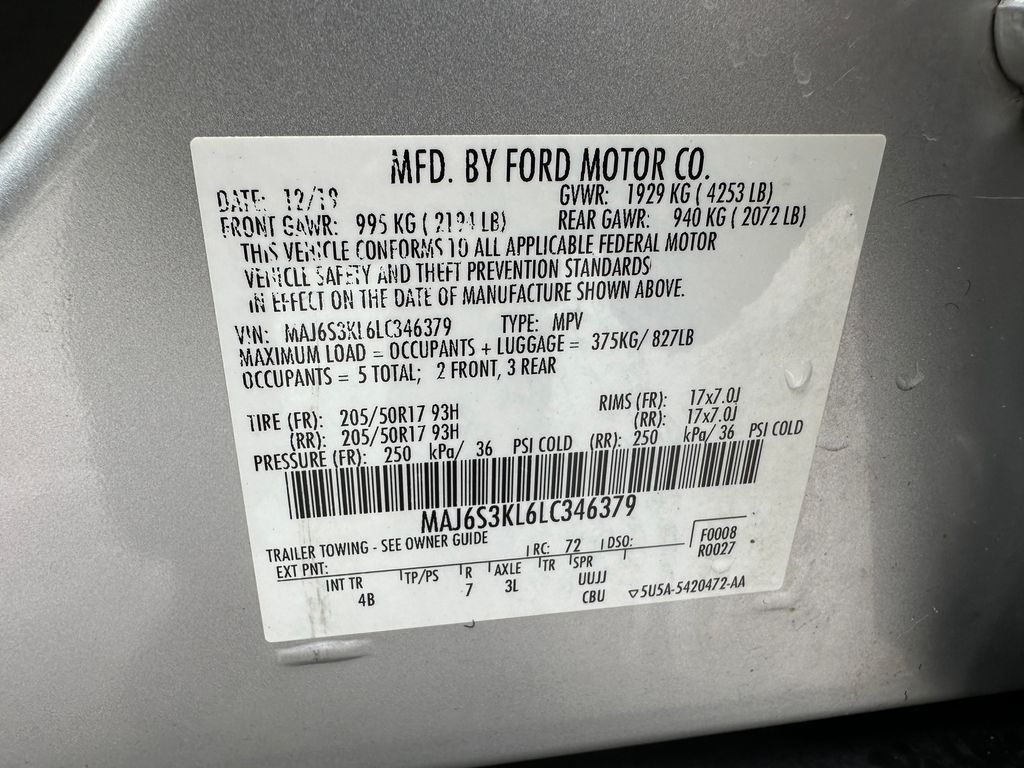 MFD. BY FORD MOTOR CO.
DATE: 12/19 GVWR: 1929 KG ( 4253 LB)
FRONT GAWR: 995 KG ( 2194 LB) REAR GAWR: 940 KG ( 2072 LB)
THIS VEHICLE CONFORMS TO ALL APPLICABLE FEDERAL MOTOR
VEHICLE SAFETY AND THEFT PREVENTION STANDARDS
IN EFFECT ON THE DATE OF MANUFACTURE SHOWN ABOVE.
VIN: MAJ6S3KL6LC346379 TYPE: MPV
MAXIMUM LOAD = OCCUPANTS + LUGGAGE = 375KG/ 827LB
OCCUPANTS = 5 TOTAL; 2 FRONT, 3 REAR
TIRE (FR): 205/50R17 93H RIMS (FR): 17x7.0J
(RR): 205/50R17 93H (RR): 17x7.0J
PRESSURE (FR): 250 kPa/ 36 PSI COLD (RR): 250 kPa/ 36 PSI COLD
MAJ6S3KL6LC346379
TRAILER TOWING - SEE OWNER GUIDE
EXT PNT: RC: 72 DSO: F0008
R0027
INT TR TP/PS R AXLE TR SPR
4B 7 3L UUJJ
CBU ▽5U5A-5420472-AA